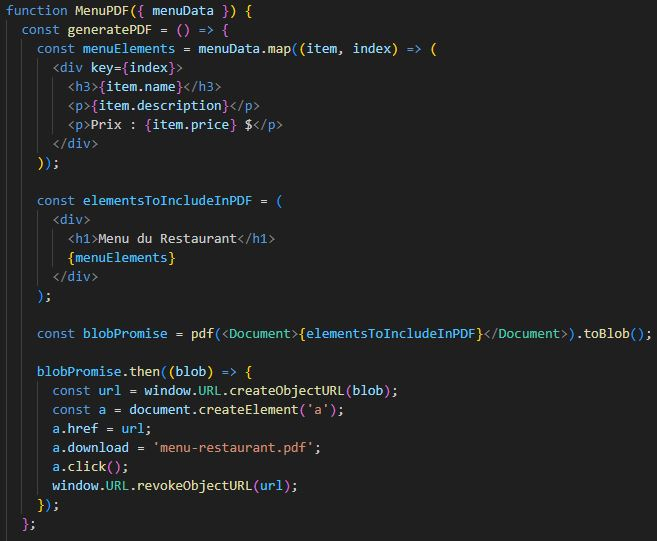 function MenuPDF({ menuData }) {
  const generatePDF = () => {
    const menuElements = menuData.map((item, index) => (
      <div key={index}>
        <h3>{item.name}</h3>
        <p>{item.description}</p>
        <p>Prix : {item.price} $</p>
      </div>
    ));

    const elementsToIncludeInPDF = (
      <div>
        <h1>Menu du Restaurant</h1>
        {menuElements}
      </div>
    );

    const blobPromise = pdf(<Document>{elementsToIncludeInPDF}</Document>).toBlob();

    blobPromise.then((blob) => {
      const url = window.URL.createObjectURL(blob);
      const a = document.createElement('a');
      a.href = url;
      a.download = 'menu-restaurant.pdf';
      a.click();
      window.URL.revokeObjectURL(url);
    });
  };